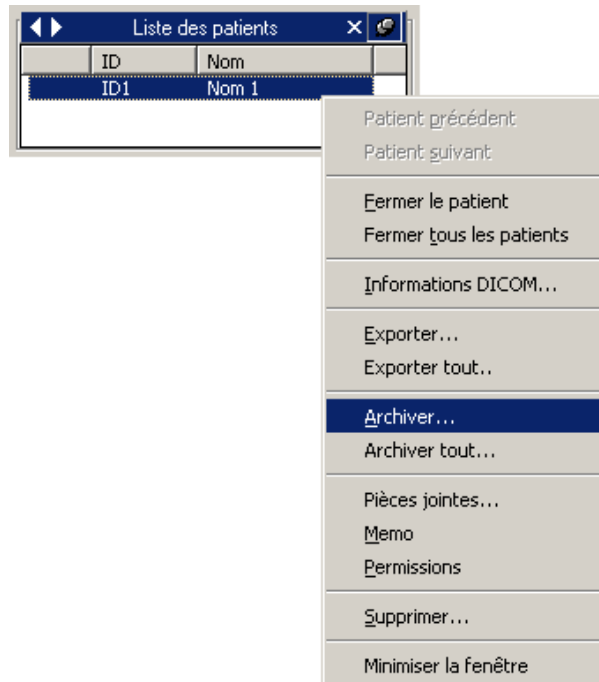 Liste des patients
ID Nom
ID1 Nom 1
Patient précédent
Patient suivant
Fermer le patient
Fermer tous les patients
Informations DICOM...
Exporter...
Exporter tout..
Archiver...
Archiver tout...
Pièces jointes...
Memo
Permissions
Supprimer...
Minimiser la fenêtre